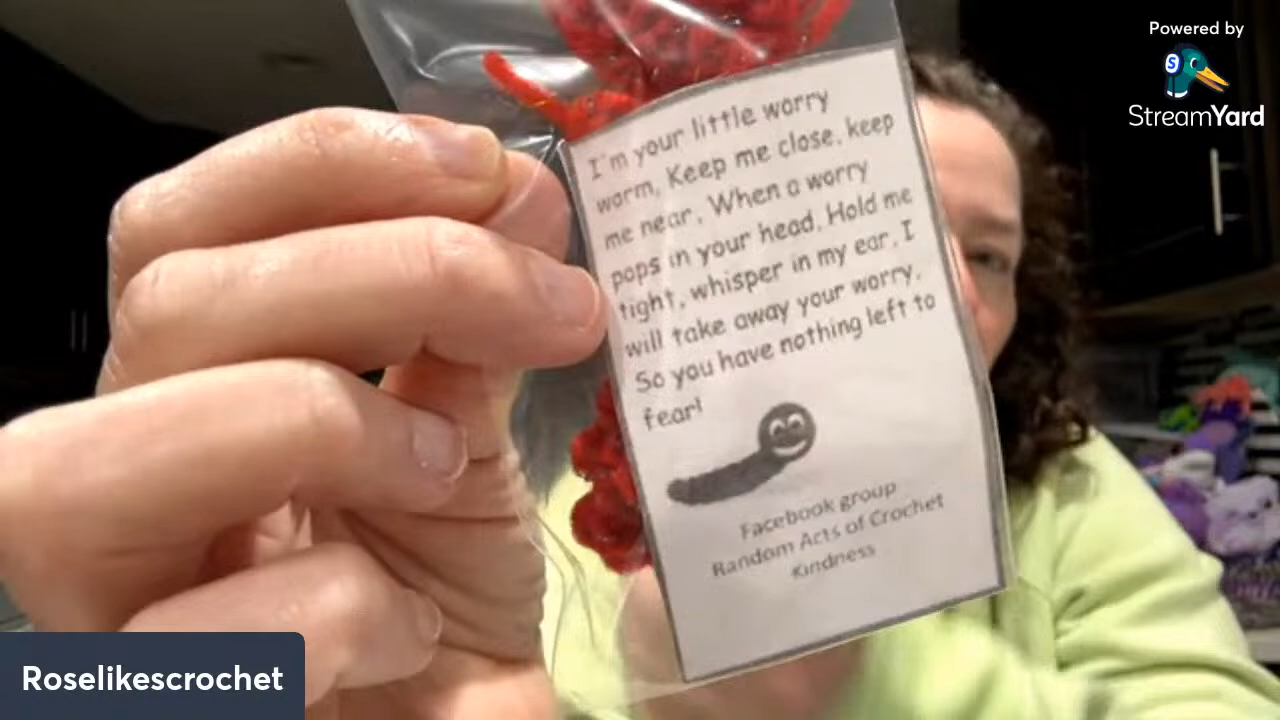 Powered by
S
StreamYard
I'm your little worry
worm, Keep me close, keep
me near. When a worry
pops in your head. Hold me
tight, whisper in my ear. I
will take away your worry.
So you have nothing left to
fear!
Facebook group
Random Acts of Crochet
Kindness
Roselikescrochet